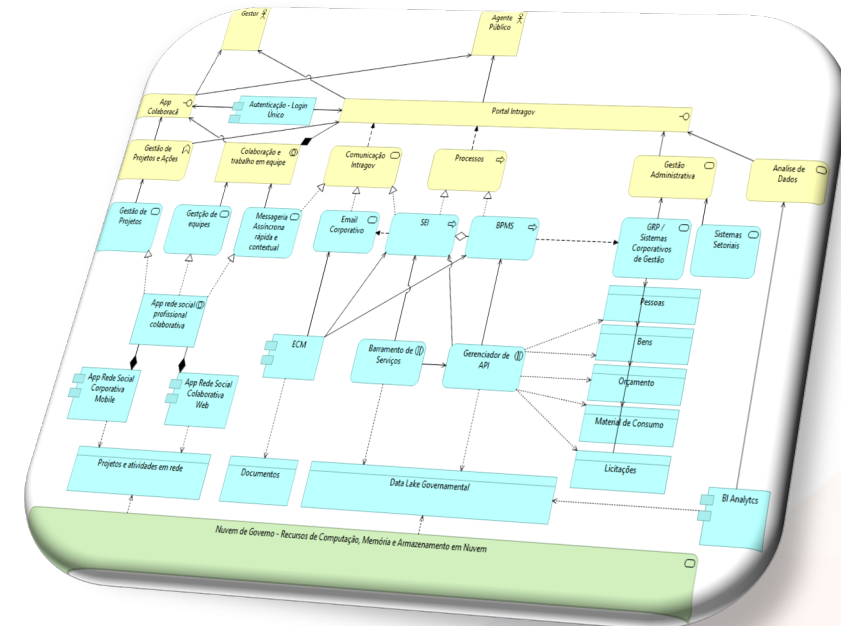 Gestor
Agente
Público
App
Colaboracã
Autenticação - Login
Único
Portal Intragov
Gestão de
Projetos e Ações
Colaboração e
trabalho em equipe
Comunicação
Intragov
Processos
Gestão
Administrativa
Analise de
Dados
Gestão de
Projetos
Gestção de
equipes
Messageria
Assíncrona
rápida e
contextual
Email
Corporativo
SEI
BPMS
GRP /
Sistemas
Corporativos
de Gestão
Sistemas
Setoriais
App rede social
profissional
colaborativa
Pessoas
Bens
Orçamento
Material de Consumo
Licitações
ECM
Barramento de
Serviços
Gerenciador de
API
App Rede Social
Corporativa
Mobile
App Rede Social
Colaborativa
Web
Projetos e atividades em rede
Documentos
Data Lake Governamental
BI Analytcs
Nuvem de Governo - Recursos de Computação, Memória e Armazenamento em Nuvem